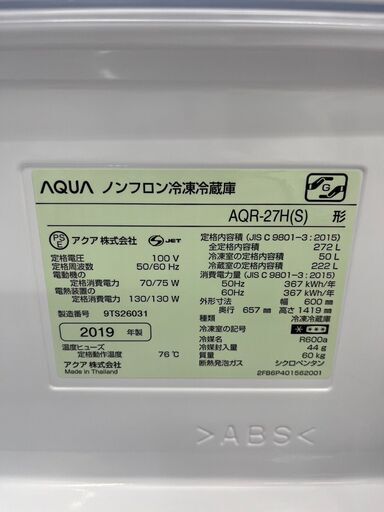 AQUA ノンフロン冷凍冷蔵庫
G
AQR-27H(S) 形
PS E アクア株式会社 S JET
定格電圧 100 V
定格周波数 50/60 Hz
電動機の定格消費電力 70/75 W
電熱装置の定格消費電力 130/130 W
製造番号 9TS26031
2019 年製
温度ヒューズ
定格動作温度 76℃
アクア株式会社
Made in Thailand
定格内容積 (JIS C 9801-3:2015)
全定格内容積 272 L
冷凍室の定格内容積 50 L
冷蔵室の定格内容積 222 L
消費電力量 (JIS C 9801-3:2015)
50Hz 367 kWh/年
60Hz 367 kWh/年
外形寸法 幅 600 mm
奥行 657 mm 高さ 1419 mm
種類 冷凍冷蔵庫
冷凍室の記号
冷媒 R600a
冷媒封入量 44 g
質量 60 kg
断熱発泡ガス シクロペンタン
2FB6P401562001
>ABS<